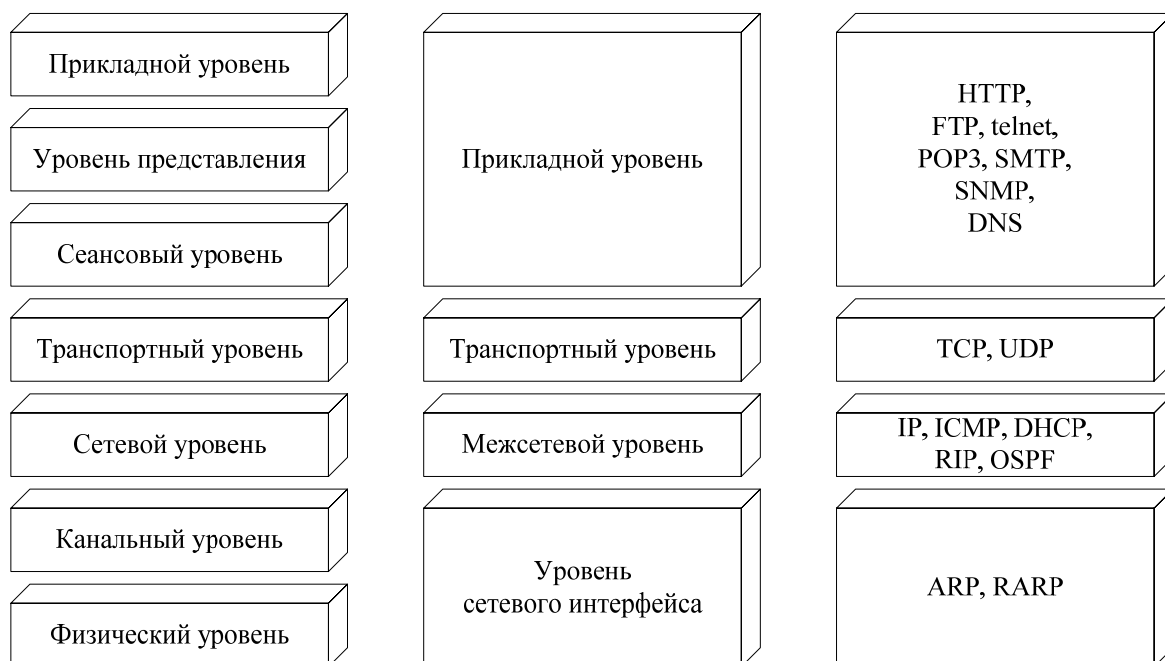 Прикладной уровень
Уровень представления
Сеансовый уровень
Транспортный уровень
Сетевой уровень
Канальный уровень
Физический уровень
Прикладной уровень
Транспортный уровень
Межсетевой уровень
Уровень
сетевого интерфейса
HTTP,
FTP, telnet,
POP3, SMTP,
SNMP,
DNS
TCP, UDP
IP, ICMP, DHCP,
RIP, OSPF
ARP, RARP